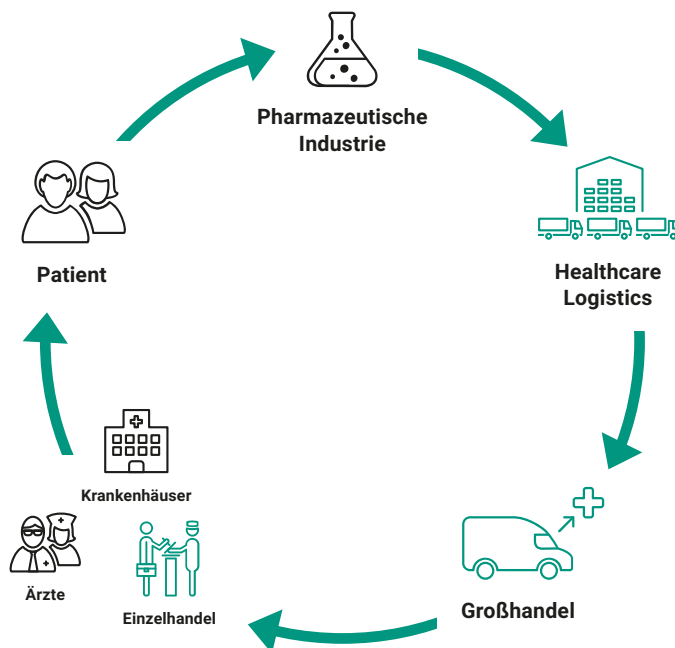 Pharmazeutische
Industrie
Healthcare
Logistics
Großhandel
Einzelhandel
Ärzte
Krankenhäuser
Patient